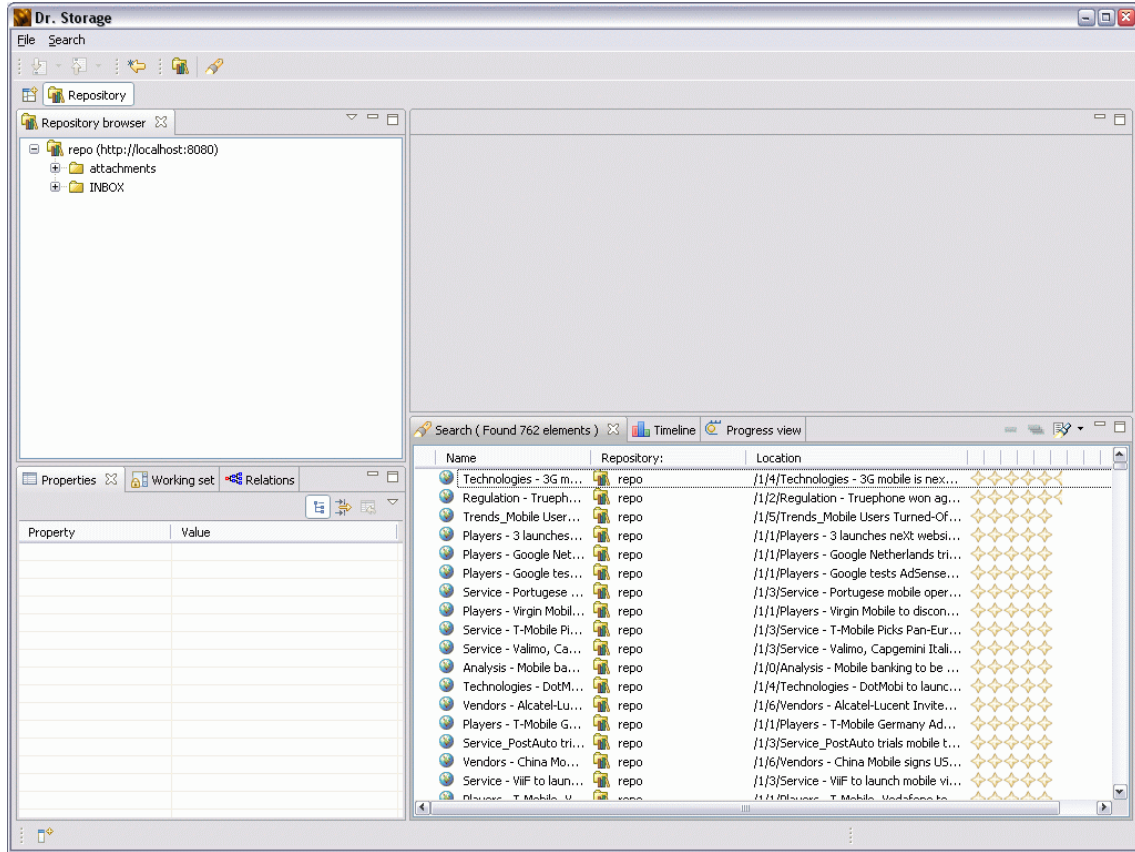 Dr. Storage
File Search
Repository
Repository browser
repo (http://localhost:8080)
attachments
INBOX
Properties Working set Relations
Property Value
Search ( Found 762 elements ) Timeline Progress view
Name Repository: Location
Technologies - 3G m... repo /1/4/Technologies - 3G mobile is nex...
Regulation - Trueph... repo /1/2/Regulation - Truephone won ag...
Trends_Mobile User... repo /1/5/Trends_Mobile Users Turned-Of...
Players - 3 launches... repo /1/1/Players - 3 launches neXt websi...
Players - Google Net... repo /1/1/Players - Google Netherlands tri...
Players - Google tes... repo /1/1/Players - Google tests AdSense...
Service - Portugese ... repo /1/3/Service - Portugese mobile oper...
Players - Virgin Mobil... repo /1/1/Players - Virgin Mobile to discon...
Service - T-Mobile Pi... repo /1/3/Service - T-Mobile Picks Pan-Eur...
Service - Valimo, Ca... repo /1/3/Service - Valimo, Capgemini Itali...
Analysis - Mobile ba... repo /1/0/Analysis - Mobile banking to be ...
Technologies - DotM... repo /1/4/Technologies - DotMobi to launc...
Vendors - Alcatel-Lu... repo /1/6/Vendors - Alcatel-Lucent Invite...
Players - T-Mobile G... repo /1/1/Players - T-Mobile Germany Ad...
Service_PostAuto tri... repo /1/3/Service_PostAuto trials mobile t...
Vendors - China Mo... repo /1/6/Vendors - China Mobile signs US...
Service - ViiF to laun... repo /1/3/Service - ViiF to launch mobile vi...
Players - T-Mobile, V... repo /1/1/Players - T-Mobile, Vodafone to ...